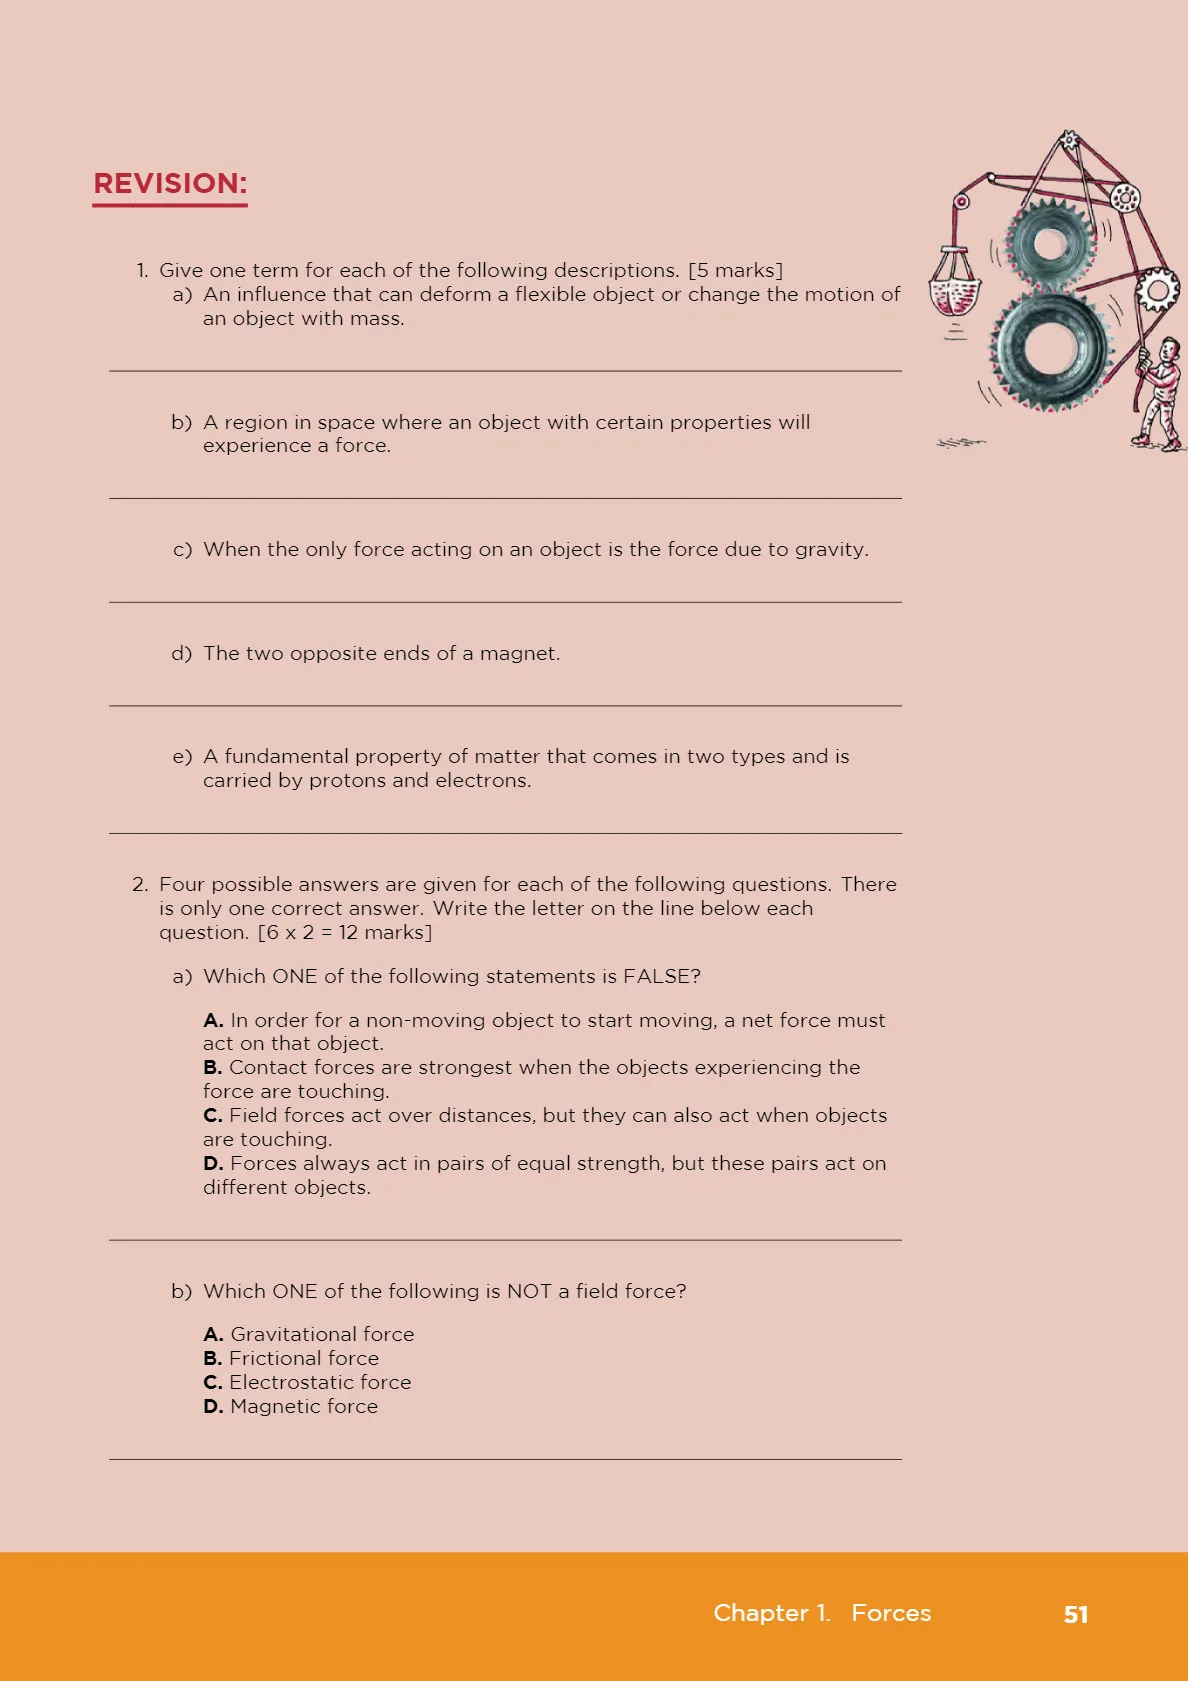 REVISION:
1. Give one term for each of the following descriptions. [5 marks]
a) An influence that can deform a flexible object or change the motion of
an object with mass.
b) A region in space where an object with certain properties will
experience a force.
c) When the only force acting on an object is the force due to gravity.
d) The two opposite ends of a magnet.
e) A fundamental property of matter that comes in two types and is
carried by protons and electrons.
2. Four possible answers are given for each of the following questions. There
is only one correct answer. Write the letter on the line below each
question. [6 x 2 = 12 marks]
a) Which ONE of the following statements is FALSE?
A. In order for a non-moving object to start moving, a net force must
act on that object.
B. Contact forces are strongest when the objects experiencing the
force are touching.
C. Field forces act over distances, but they can also act when objects
are touching.
D. Forces always act in pairs of equal strength, but these pairs act on
different objects.
b) Which ONE of the following is NOT a field force?
A. Gravitational force
B. Frictional force
C. Electrostatic force
D. Magnetic force
Chapter 1. Forces 51